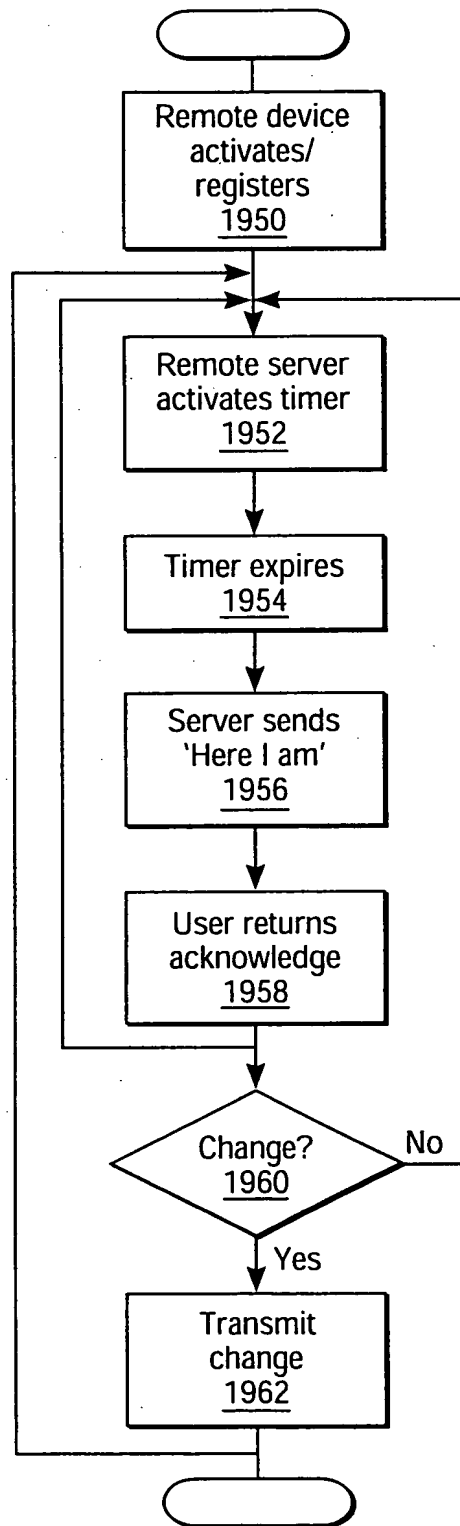 Remote device
activates/
registers
1950
Remote server
activates timer
1952
Timer expires
1954
Server sends
'Here I am'
1956
User returns
acknowledge
1958
Change?
1960
No
Yes
Transmit
change
1962